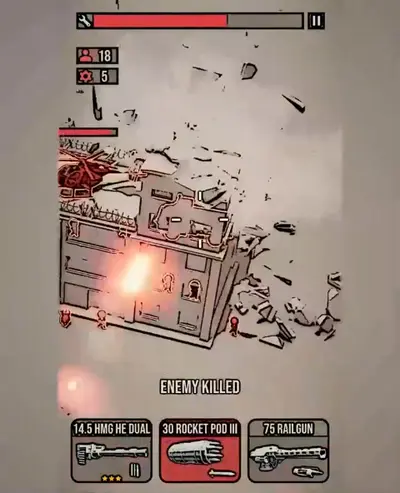 18
5
ENEMY KILLED
14.5 HMG HE DUAL
30 ROCKET POD III
75 RAILGUN